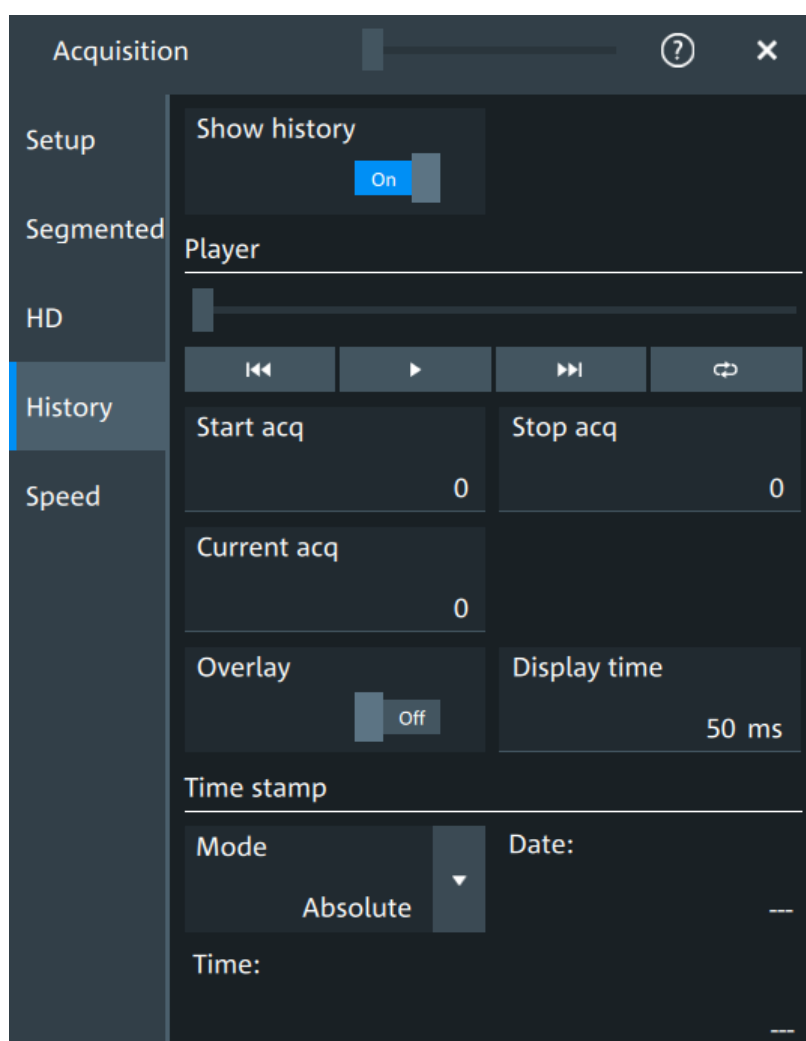 Acquisition
?
Setup
Show history
On
Segmented
Player
HD
History
Start acq
Stop acq
0
0
Speed
Current acq
0
Overlay
Off
Display time
50 ms
Time stamp
Mode
Absolute
Date:
---
Time:
---